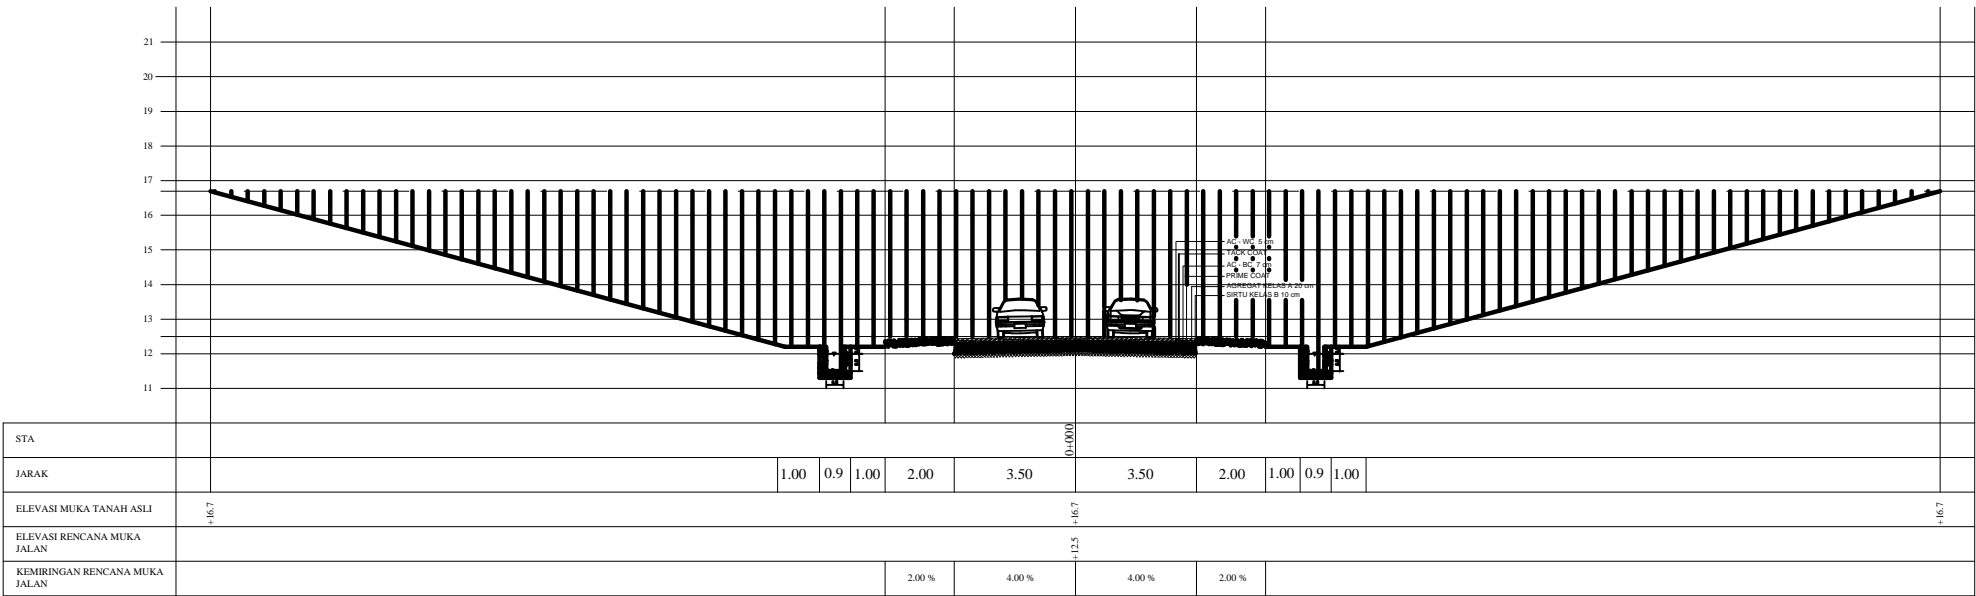 21
20
19
18
17
16
15
14
13
12
11
AC - WC 5 cm
TACK COAT
AC - BC 7 cm
PRIME COAT
AGREGAT KELAS A 20 cm
SIRTU KELAS B 10 cm
STA
0+000
JARAK
1.00 0.9 1.00 2.00 3.50 3.50 2.00 1.00 0.9 1.00
ELEVASI MUKA TANAH ASLI
+16.7 +16.7 +16.7
ELEVASI RENCANA MUKA
JALAN
+12.5
KEMIRINGAN RENCANA MUKA
JALAN
2.00 % 4.00 % 4.00 % 2.00 %